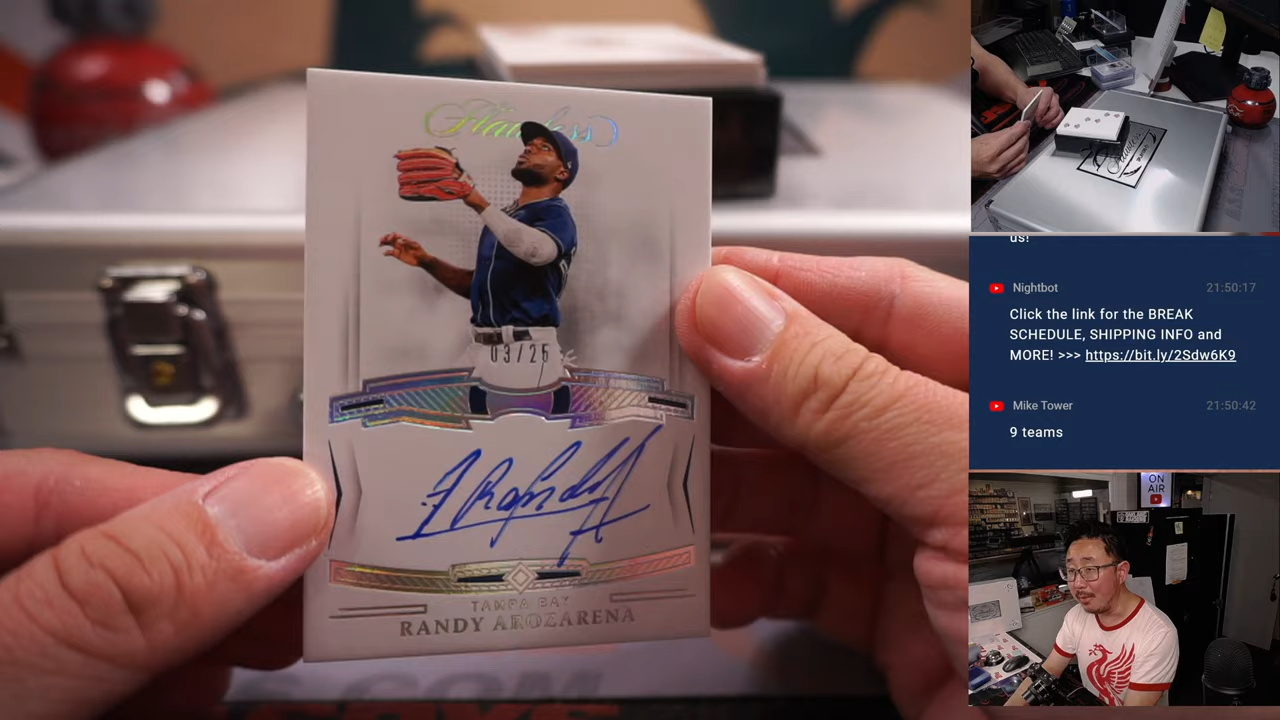 Flawless
03/25
TAMPA BAY
RANDY AROZARENA
Flawless
us!
Nightbot
21:50:17
Click the link for the BREAK
SCHEDULE, SHIPPING INFO and
MORE! >>> https://bit.ly/2Sdw6K9
Mike Tower
21:50:42
9 teams
ON
AIR